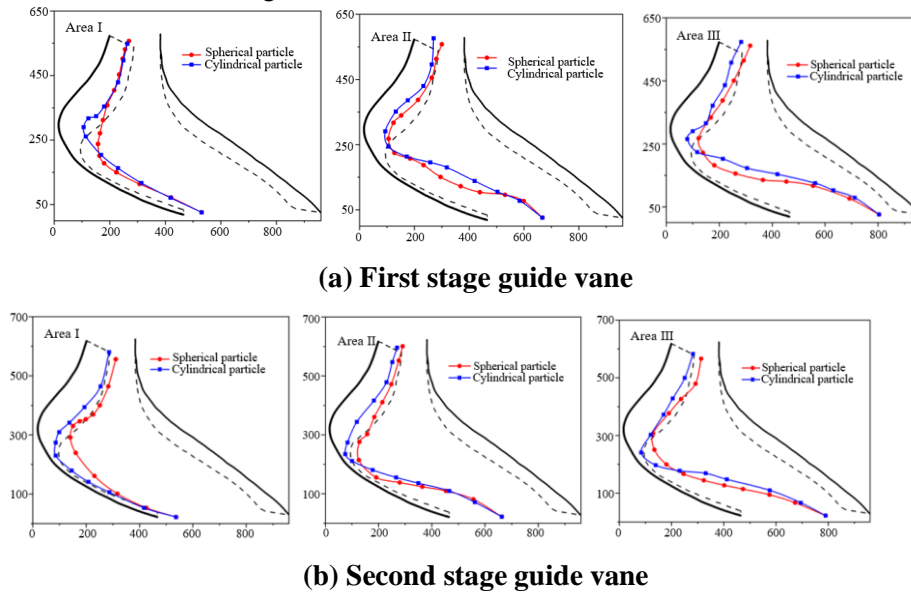 Area I
Spherical particle
Cylindrical particle
650
450
250
50
0 200 400 600 800
Area II
Spherical particle
Cylindrical particle
650
450
250
50
0 200 400 600 800
Area III
Spherical particle
Cylindrical particle
650
450
250
50
0 200 400 600 800
(a) First stage guide vane
Area I
Spherical particle
Cylindrical particle
700
500
300
100
0 200 400 600 800
Area II
Spherical particle
Cylindrical particle
700
500
300
100
0 200 400 600 800
Area III
Spherical particle
Cylindrical particle
700
500
300
100
0 200 400 600 800
(b) Second stage guide vane